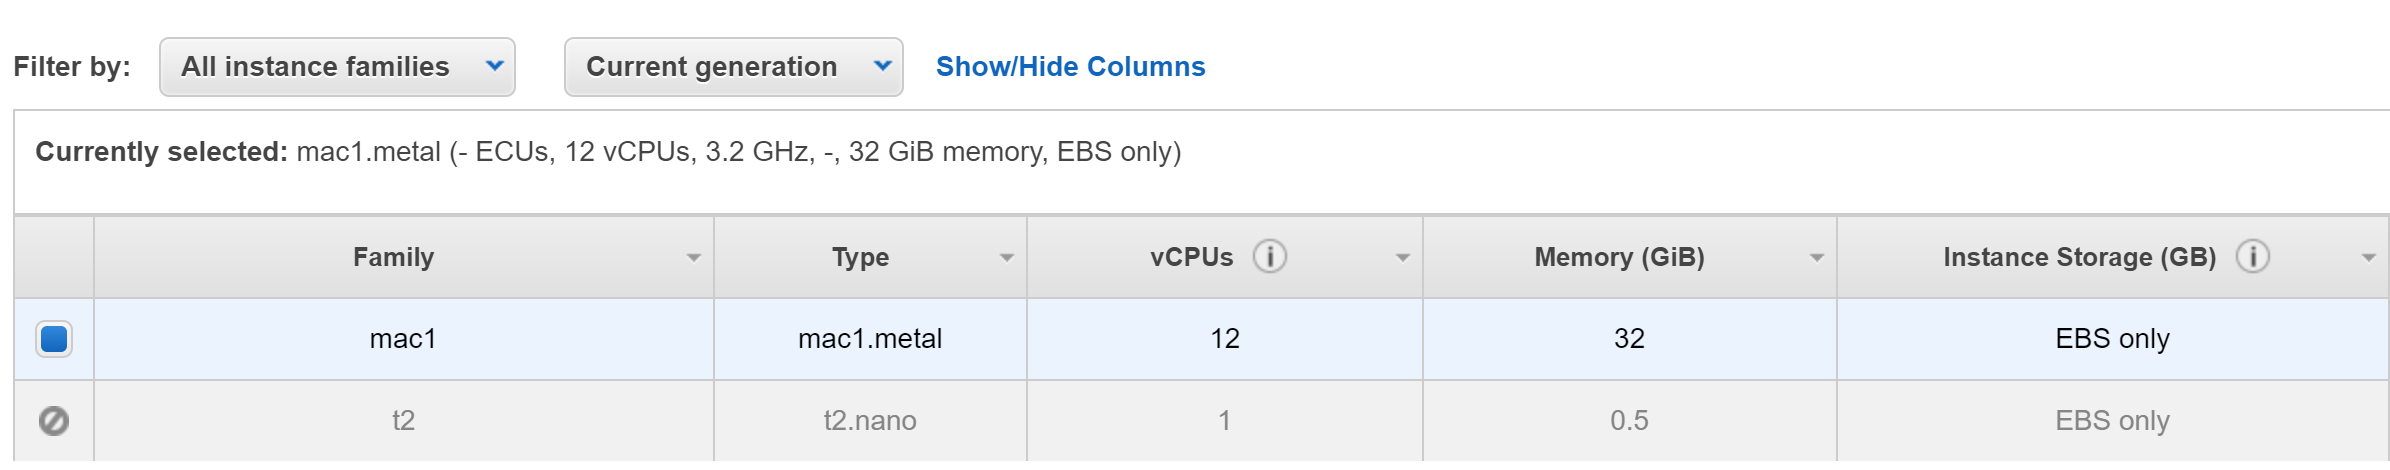 Filter by: All instance families Current generation Show/Hide Columns
Currently selected: mac1.metal (- ECUs, 12 vCPUs, 3.2 GHz, -, 32 GiB memory, EBS only)
Family Type vCPUs i Memory (GiB) Instance Storage (GB) i
mac1 mac1.metal 12 32 EBS only
t2 t2.nano 1 0.5 EBS only